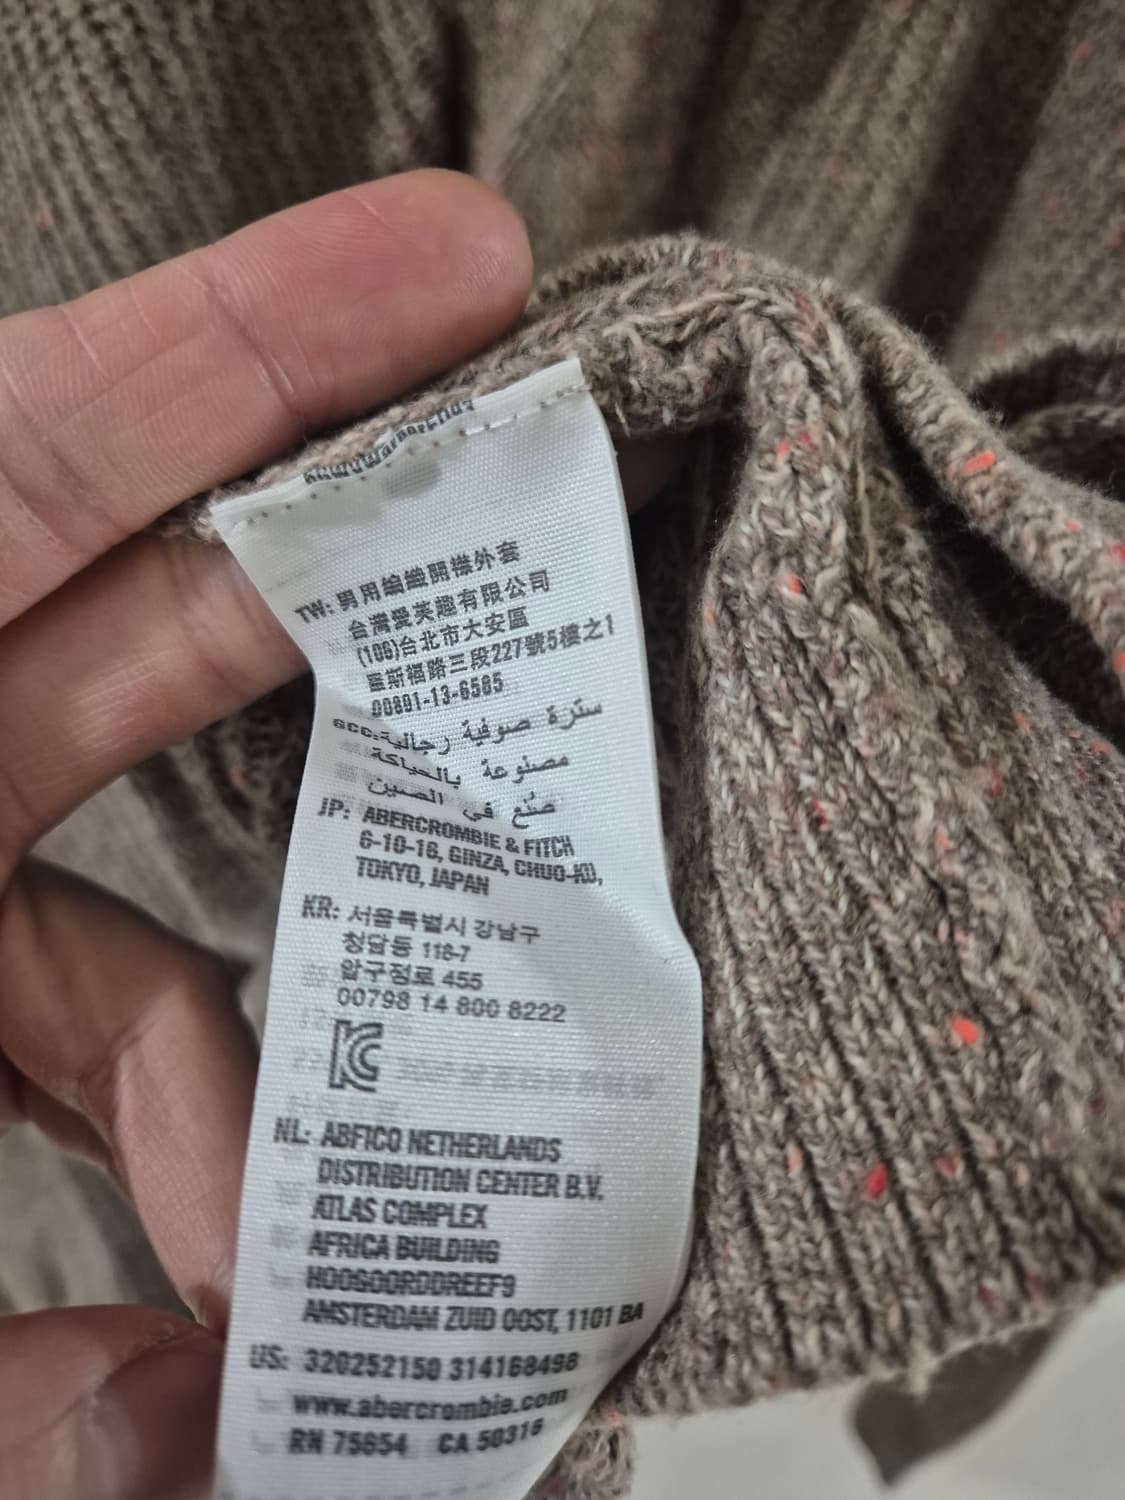 TW: 男用編織開襟外套
台灣愛芙趣有限公司
(106)台北市大安區
羅斯福路三段227號5樓之1
00801-13-6585
GCC: سترة صوفية رجالية
مصنوعة بالحياكة
صُنع في الصين
JP: ABERCROMBIE & FITCH
6-10-16, GINZA, CHUO-KU,
TOKYO, JAPAN
KR: 서울특별시 강남구
청담동 118-7
압구정로 455
00798 14 800 8222
NL: ABFICO NETHERLANDS
DISTRIBUTION CENTER B.V.
ATLAS COMPLEX
AFRICA BUILDING
HOOGOORDDREEF9
AMSTERDAM ZUID OOST, 1101 BA
US: 320252150 314168498
www.abercrombie.com
RN 75654 CA 50316